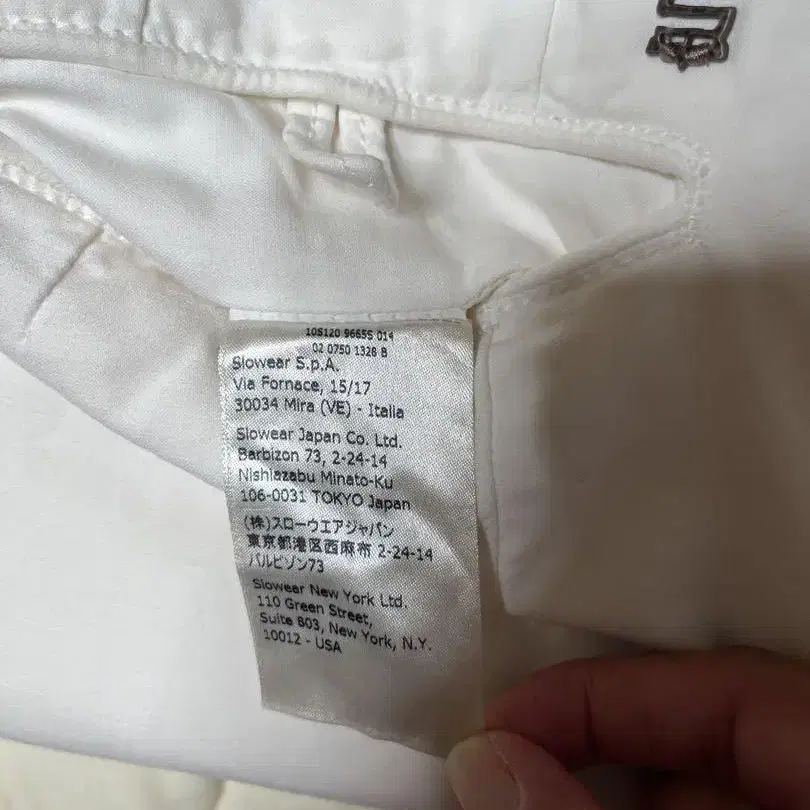 10S120 96655 014
02 0750 1328 B
Slowear S.p.A.
Via Fornace, 15/17
30034 Mira (VE) - Italia
Slowear Japan Co. Ltd.
Barbizon 73, 2-24-14
Nishiazabu Minato-Ku
106-0031 TOKYO Japan
(株)スローウエアジャパン
東京都港区西麻布 2-24-14
バルビゾン73
Slowear New York Ltd.
110 Green Street,
Suite 803, New York, N.Y.
10012 - USA